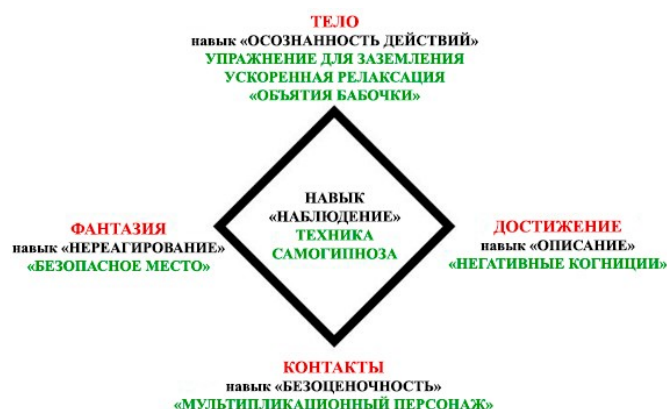 ТЕЛО
навык «ОСОЗНАННОСТЬ ДЕЙСТВИЙ»
УПРАЖНЕНИЕ ДЛЯ ЗАЗЕМЛЕНИЯ
УСКОРЕННАЯ РЕЛАКСАЦИЯ
«ОБЪЯТИЯ БАБОЧКИ»
ФАНТАЗИЯ
навык «НЕРЕАГИРОВАНИЕ»
«БЕЗОПАСНОЕ МЕСТО»
НАВЫК
«НАБЛЮДЕНИЕ»
ТЕХНИКА
САМОГИПНОЗА
ДОСТИЖЕНИЕ
навык «ОПИСАНИЕ»
«НЕГАТИВНЫЕ КОГНИЦИИ»
КОНТАКТЫ
навык «БЕЗОЦЕНОЧНОСТЬ»
«МУЛЬТИПЛИКАЦИОННЫЙ ПЕРСОНАЖ»